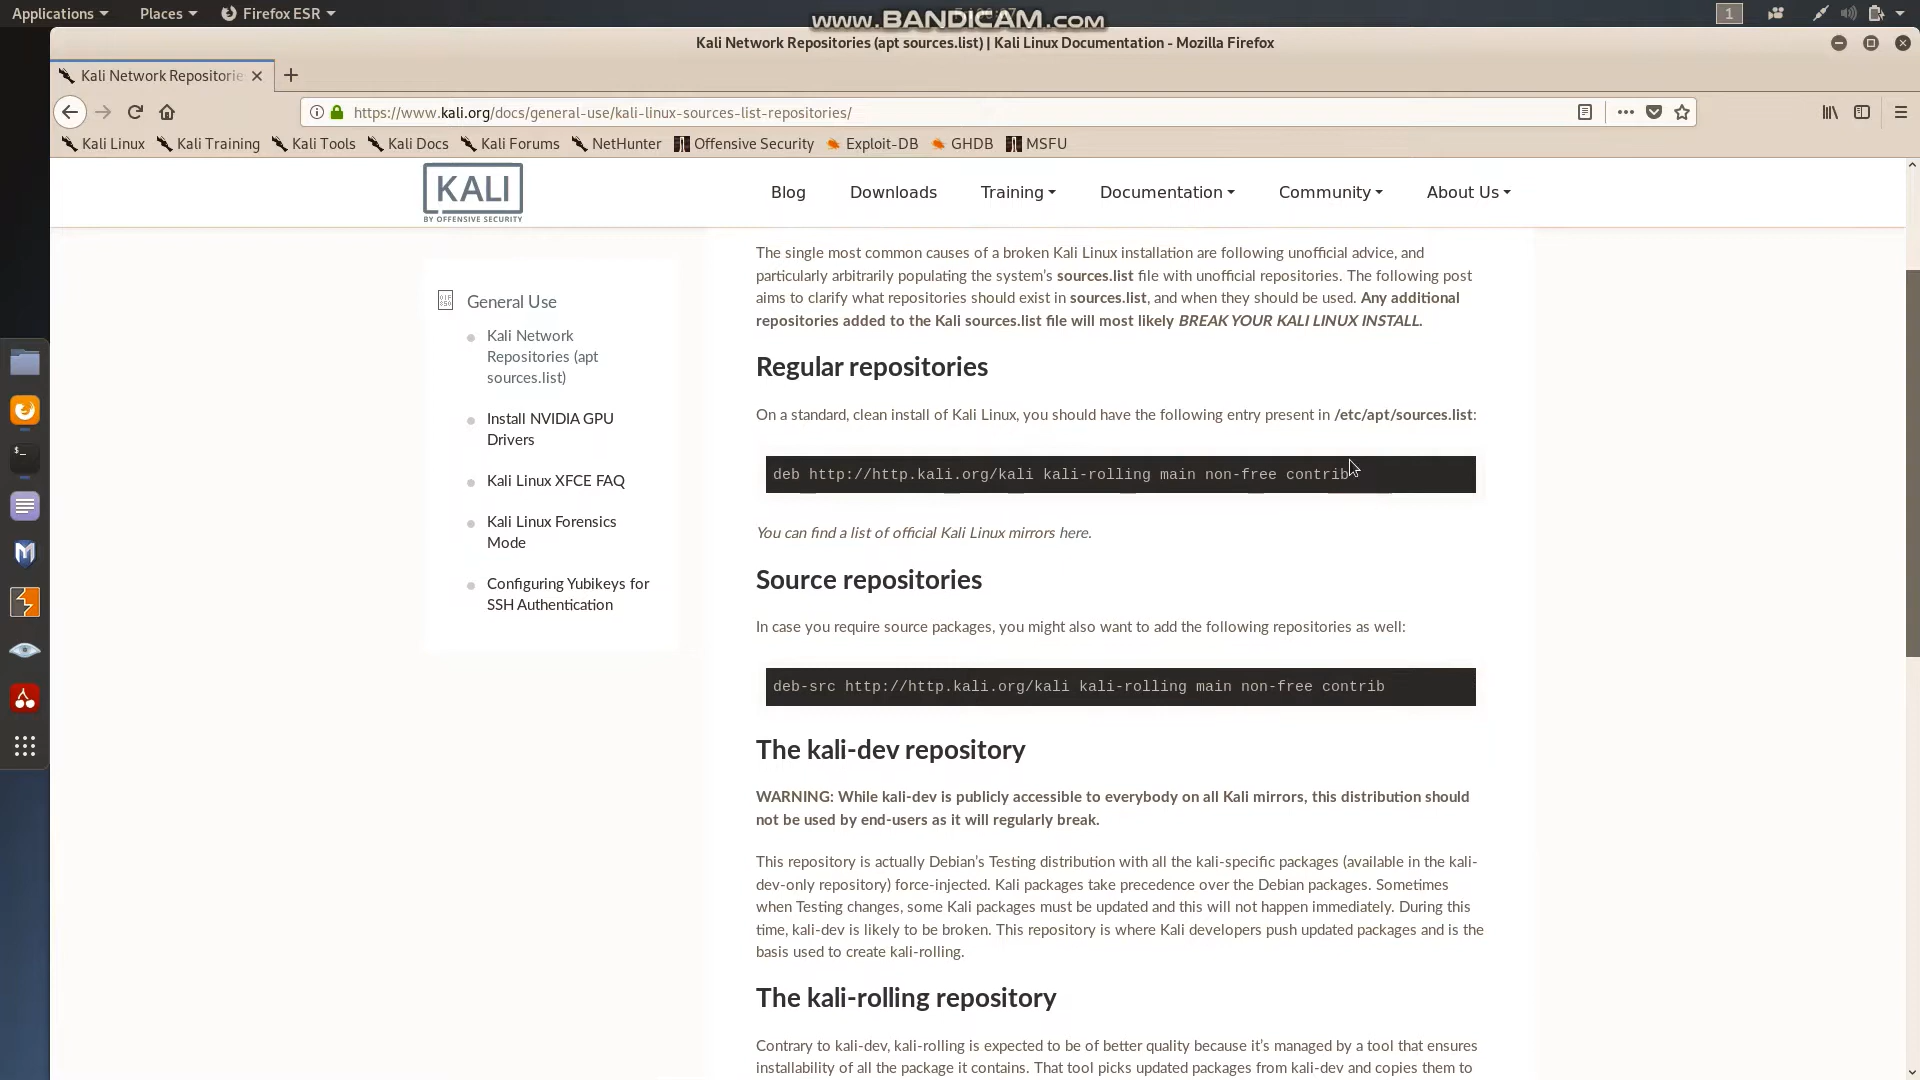 Applications
Places
Firefox ESR
www.BANDICAM.com
1
Kali Network Repositories (apt sources.list) | Kali Linux Documentation - Mozilla Firefox
Kali Network Repositorie
https://www.kali.org/docs/general-use/kali-linux-sources-list-repositories/
Kali Linux
Kali Training
Kali Tools
Kali Docs
Kali Forums
NetHunter
Offensive Security
Exploit-DB
GHDB
MSFU
KALI
BY OFFENSIVE SECURITY
Blog
Downloads
Training
Documentation
Community
About Us
General Use
Kali Network
Repositories (apt
sources.list)
Install NVIDIA GPU
Drivers
Kali Linux XFCE FAQ
Kali Linux Forensics
Mode
Configuring Yubikeys for
SSH Authentication
The single most common causes of a broken Kali Linux installation are following unofficial advice, and
particularly arbitrarily populating the system's sources.list file with unofficial repositories. The following post
aims to clarify what repositories should exist in sources.list, and when they should be used. Any additional
repositories added to the Kali sources.list file will most likely BREAK YOUR KALI LINUX INSTALL.
Regular repositories
On a standard, clean install of Kali Linux, you should have the following entry present in /etc/apt/sources.list:
deb http://http.kali.org/kali kali-rolling main non-free contrib
You can find a list of official Kali Linux mirrors here.
Source repositories
In case you require source packages, you might also want to add the following repositories as well:
deb-src http://http.kali.org/kali kali-rolling main non-free contrib
The kali-dev repository
WARNING: While kali-dev is publicly accessible to everybody on all Kali mirrors, this distribution should
not be used by end-users as it will regularly break.
This repository is actually Debian's Testing distribution with all the kali-specific packages (available in the kali-
dev-only repository) force-injected. Kali packages take precedence over the Debian packages. Sometimes
when Testing changes, some Kali packages must be updated and this will not happen immediately. During this
time, kali-dev is likely to be broken. This repository is where Kali developers push updated packages and is the
basis used to create kali-rolling.
The kali-rolling repository
Contrary to kali-dev, kali-rolling is expected to be of better quality because it's managed by a tool that ensures
installability of all the package it contains. That tool picks updated packages from kali-dev and copies them to